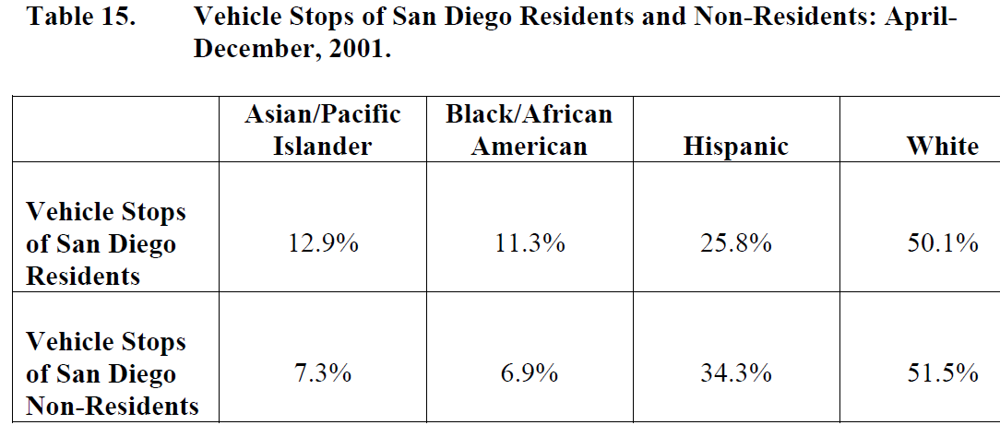 Table 15. Vehicle Stops of San Diego Residents and Non-Residents: April-
December, 2001.
Asian/Pacific Islander Black/African American Hispanic White
Vehicle Stops of San Diego Residents 12.9% 11.3% 25.8% 50.1%
Vehicle Stops of San Diego Non-Residents 7.3% 6.9% 34.3% 51.5%